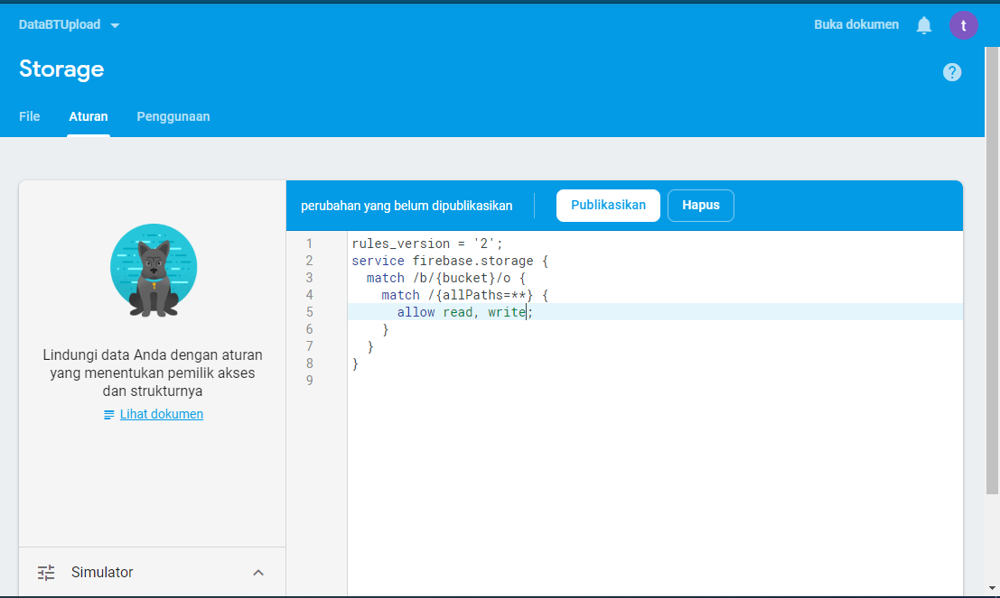 DataBTUpload
Buka dokumen
t
Storage
?
File
Aturan
Penggunaan
perubahan yang belum dipublikasikan
Publikasikan
Hapus
Lindungi data Anda dengan aturan
yang menentukan pemilik akses
dan strukturnya
Lihat dokumen
1 rules_version = '2';
2 service firebase.storage {
3   match /b/{bucket}/o {
4     match /{allPaths=**} {
5       allow read, write;
6     }
7   }
8 }
9
Simulator